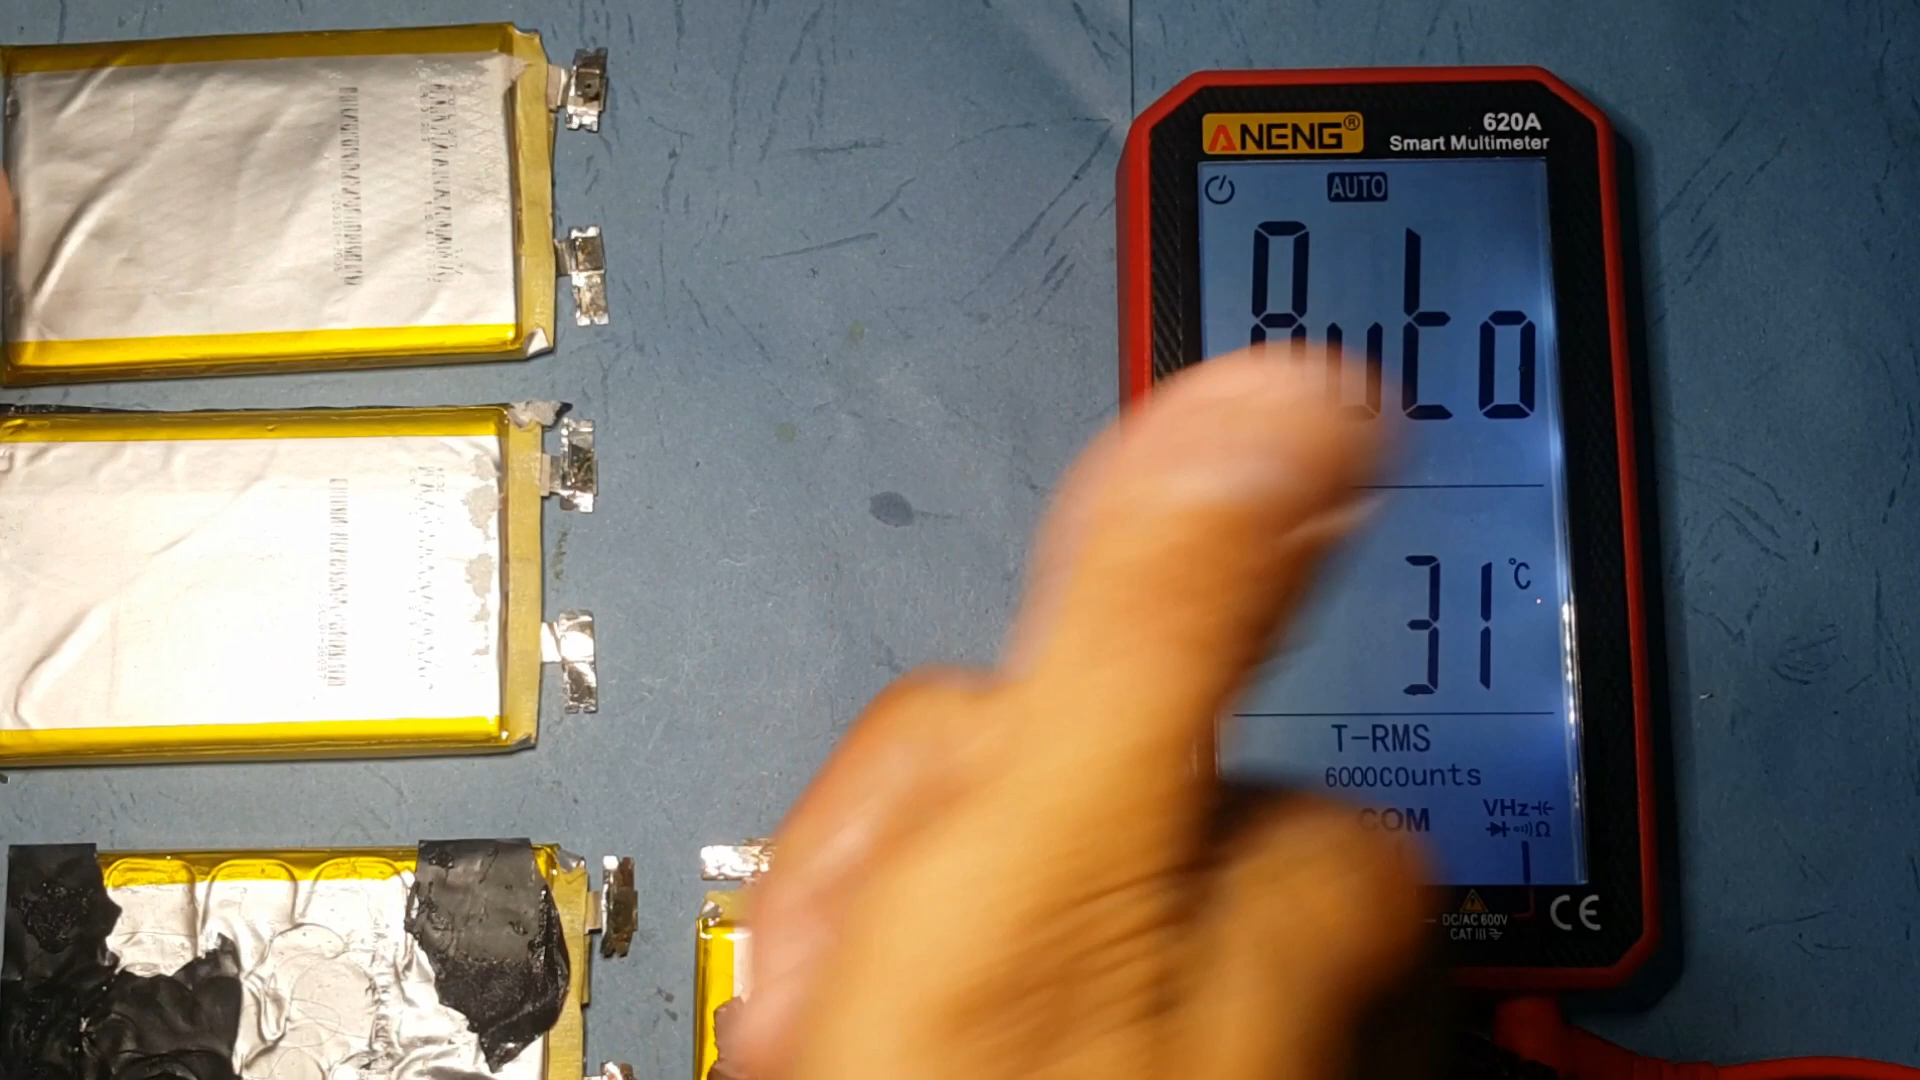 ANENG®
620A
Smart Multimeter
AUTO
Auto
31 °C
T-RMS
6000COunts
COM
VHz
Ω
DC/AC 600V
CAT III
CE